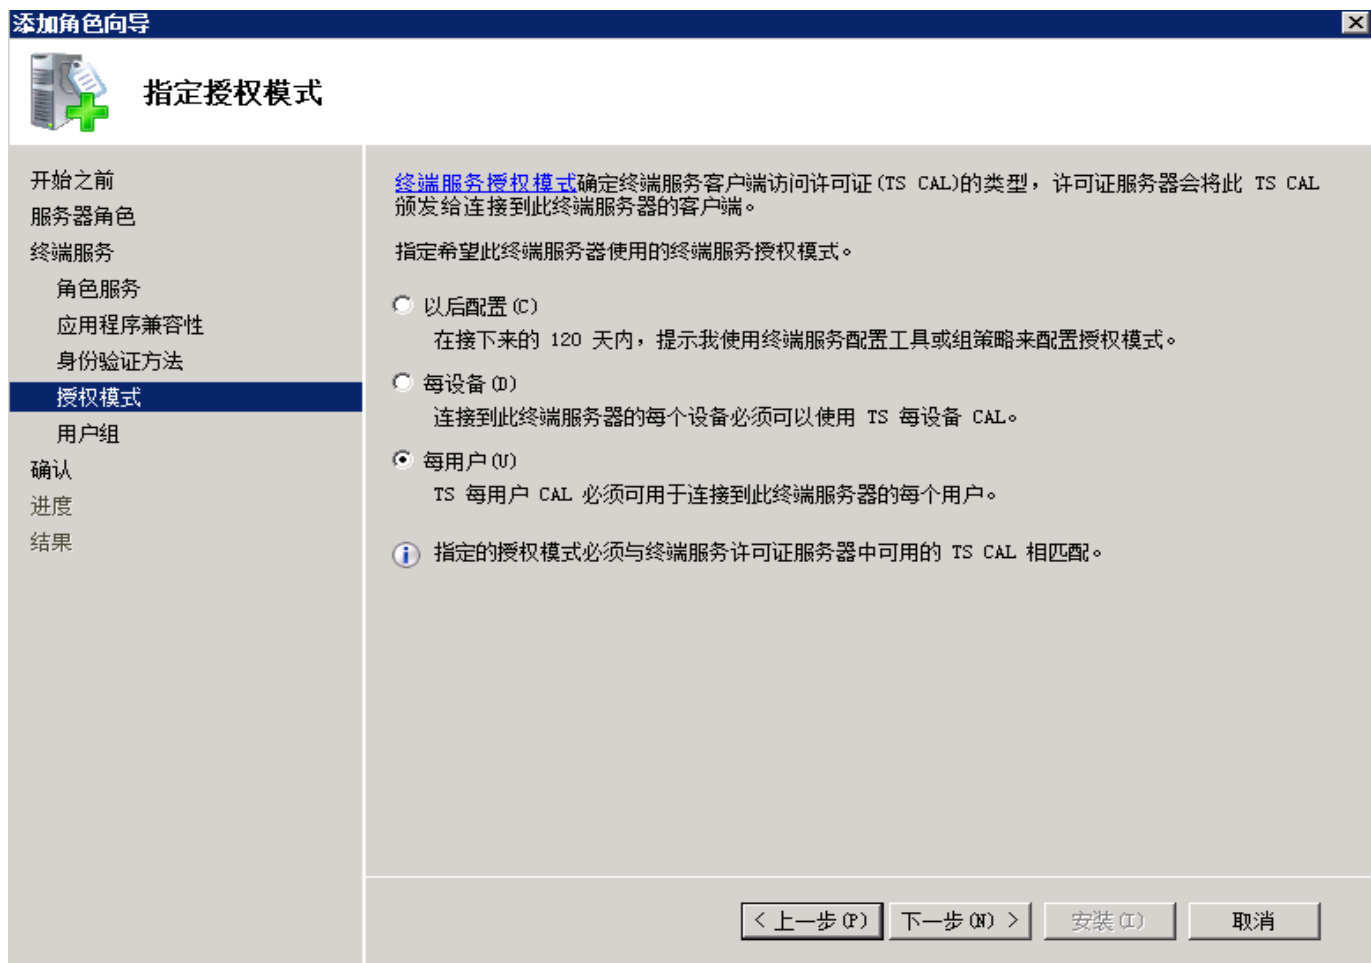 添加角色向导
指定授权模式
开始之前
服务器角色
终端服务
角色服务
应用程序兼容性
身份验证方法
授权模式
用户组
确认
进度
结果
终端服务授权模式确定终端服务客户端访问许可证(TS CAL)的类型，许可证服务器会将此 TS CAL
颁发给连接到此终端服务器的客户端。
指定希望此终端服务器使用的终端服务授权模式。
以后配置(C)
在接下来的 120 天内，提示我使用终端服务配置工具或组策略来配置授权模式。
每设备(D)
连接到此终端服务器的每个设备必须可以使用 TS 每设备 CAL。
每用户(U)
TS 每用户 CAL 必须可用于连接到此终端服务器的每个用户。
指定的授权模式必须与终端服务许可证服务器中可用的 TS CAL 相匹配。
< 上一步(P) 下一步(N) > 安装(I) 取消